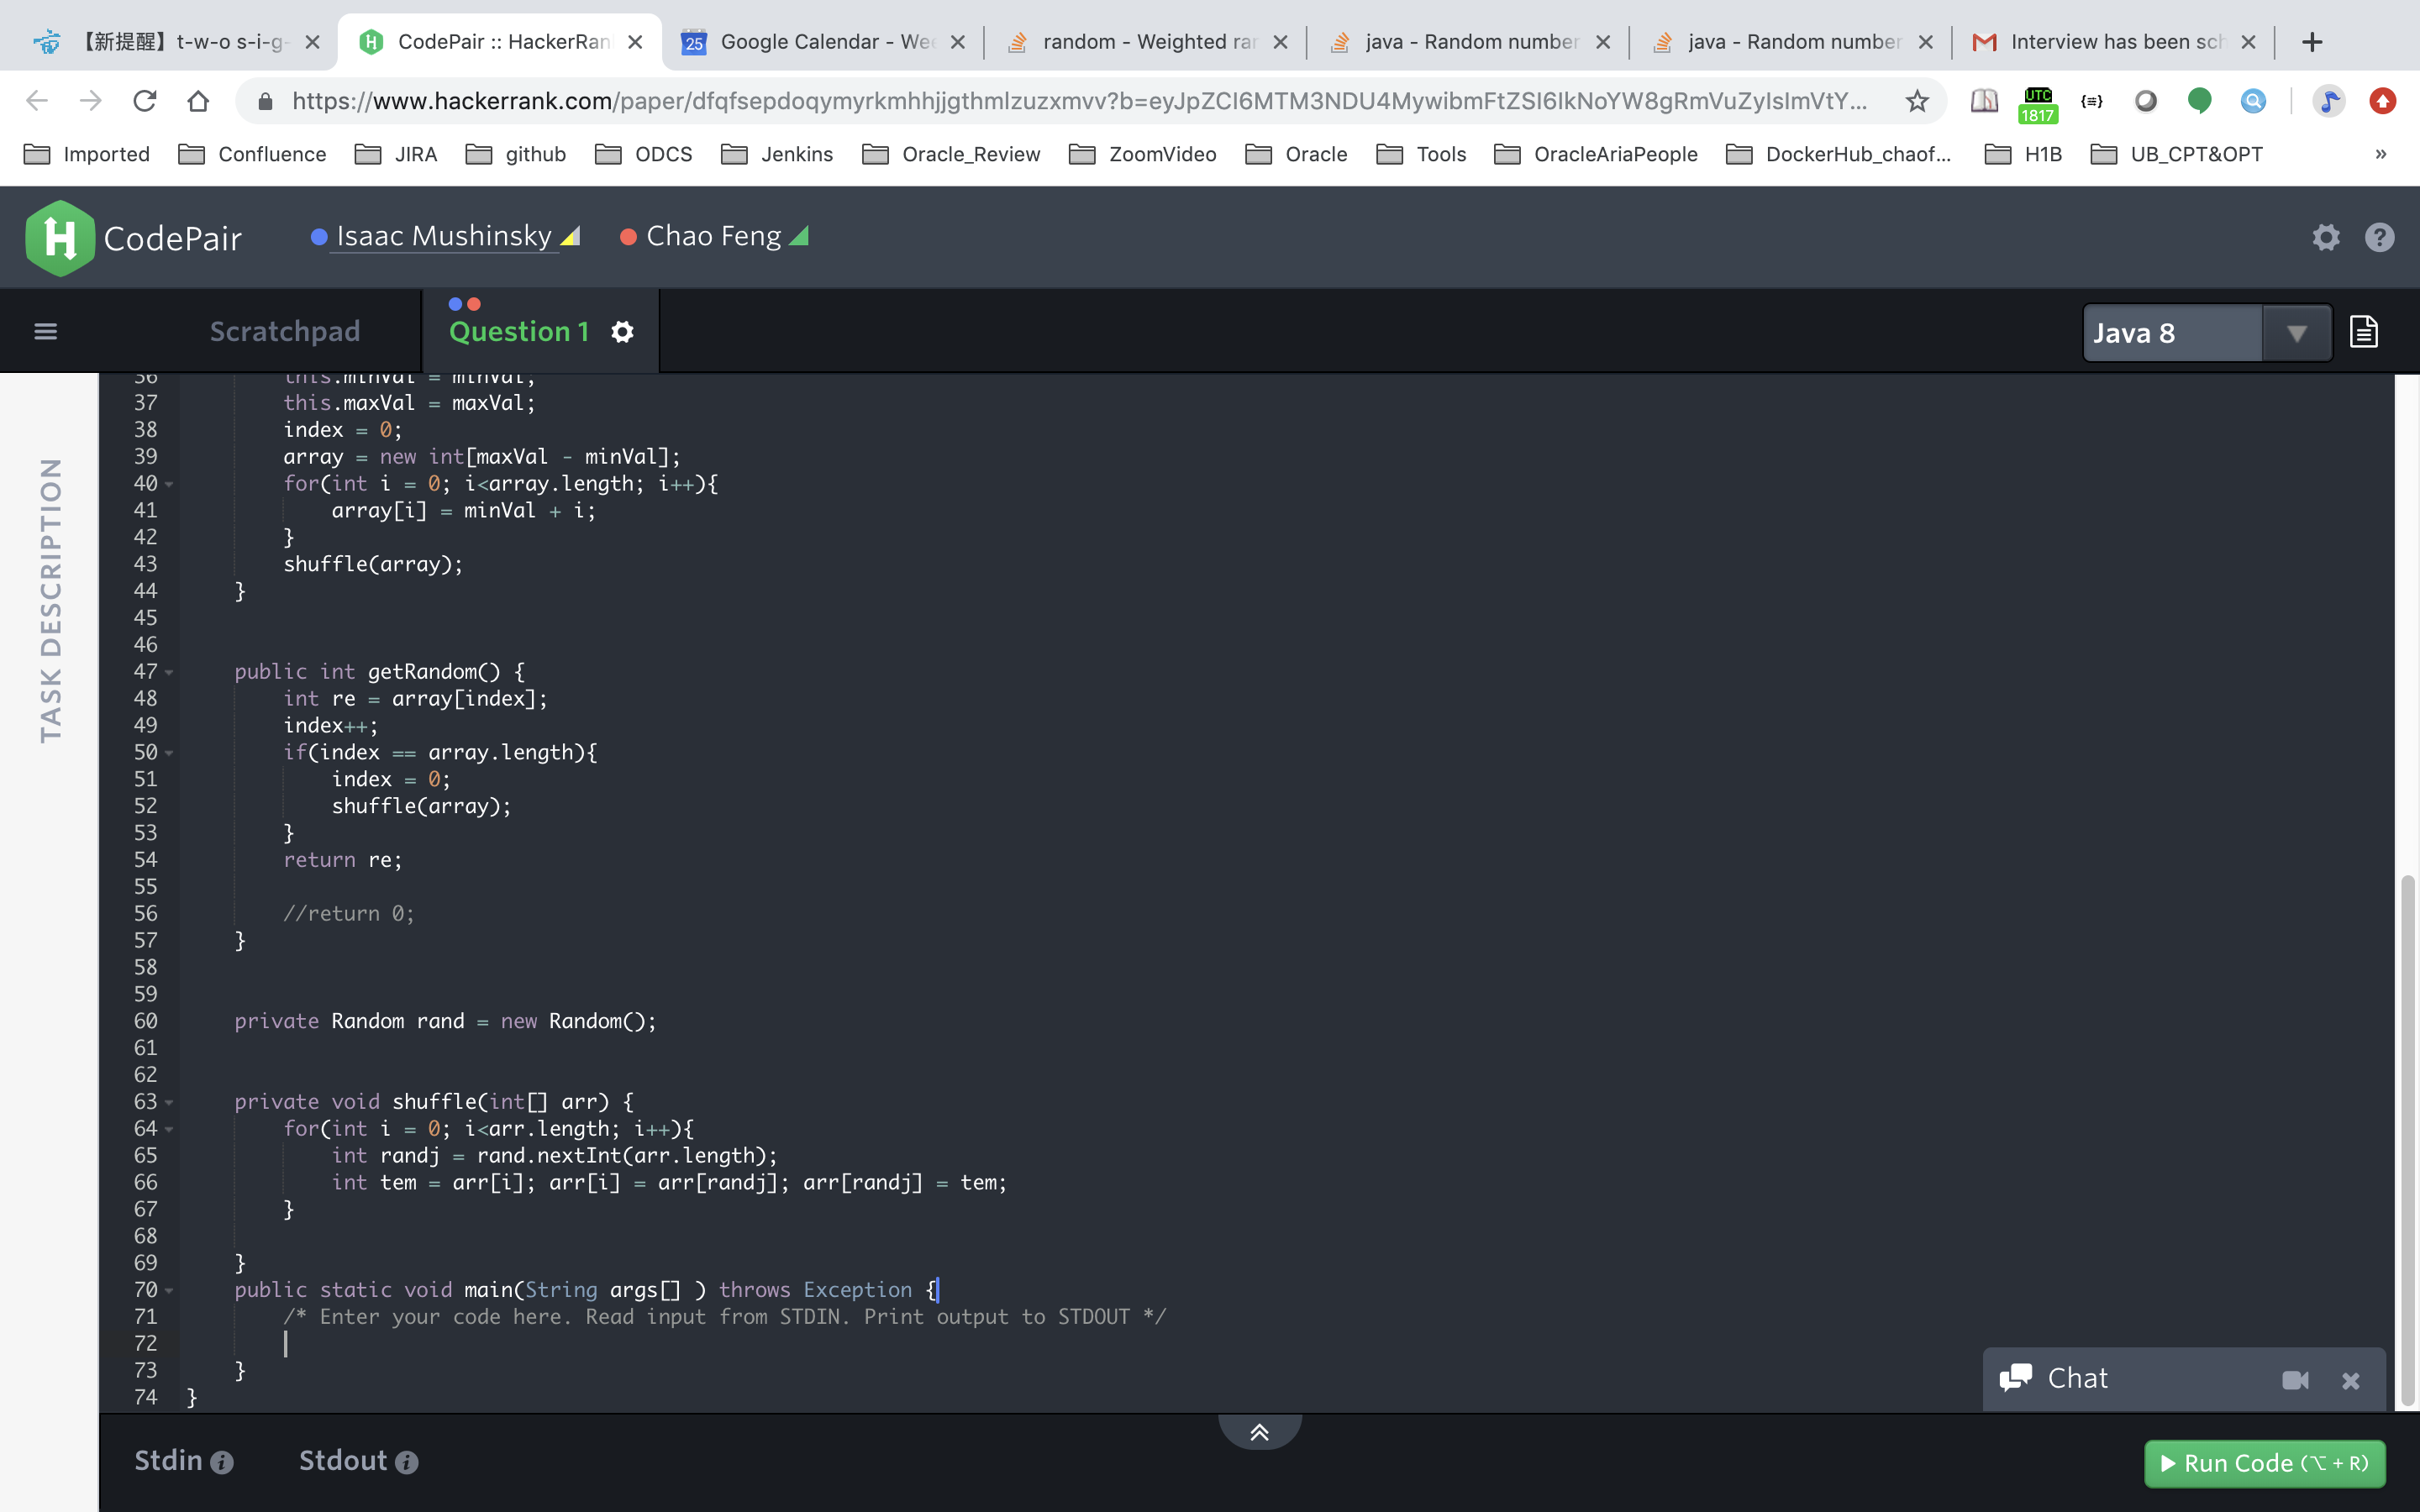 【新提醒】t-w-o s-i-g-
CodePair :: HackerRan
25 Google Calendar - Wee
random - Weighted ran
java - Random number
java - Random number
Interview has been sch
https://www.hackerrank.com/paper/dfqfsepdoqymyrkmhhjjgthmlzuzxmvv?b=eyJpZCI6MTM3NDU4MywibmFtZSI6IkNoYW8gRmVuZyIsImVtY...
UTC
1817
Imported Confluence JIRA github ODCS Jenkins Oracle_Review ZoomVideo Oracle Tools OracleAriaPeople DockerHub_chaof... H1B UB_CPT&OPT »
H CodePair Isaac Mushinsky Chao Feng ?
Scratchpad Question 1 Java 8
TASK DESCRIPTION
36 this.minVal = minVal;
37 this.maxVal = maxVal;
38 index = 0;
39 array = new int[maxVal - minVal];
40 for(int i = 0; i<array.length; i++){
41 array[i] = minVal + i;
42 }
43 shuffle(array);
44 }
45
46
47 public int getRandom() {
48 int re = array[index];
49 index++;
50 if(index == array.length){
51 index = 0;
52 shuffle(array);
53 }
54 return re;
55
56 //return 0;
57 }
58
59
60 private Random rand = new Random();
61
62
63 private void shuffle(int[] arr) {
64 for(int i = 0; i<arr.length; i++){
65 int randj = rand.nextInt(arr.length);
66 int tem = arr[i]; arr[i] = arr[randj]; arr[randj] = tem;
67 }
68
69 }
70 public static void main(String args[] ) throws Exception {
71 /* Enter your code here. Read input from STDIN. Print output to STDOUT */
72
73 }
74 }
Chat
Stdin i Stdout i
Run Code (⌥ + R)